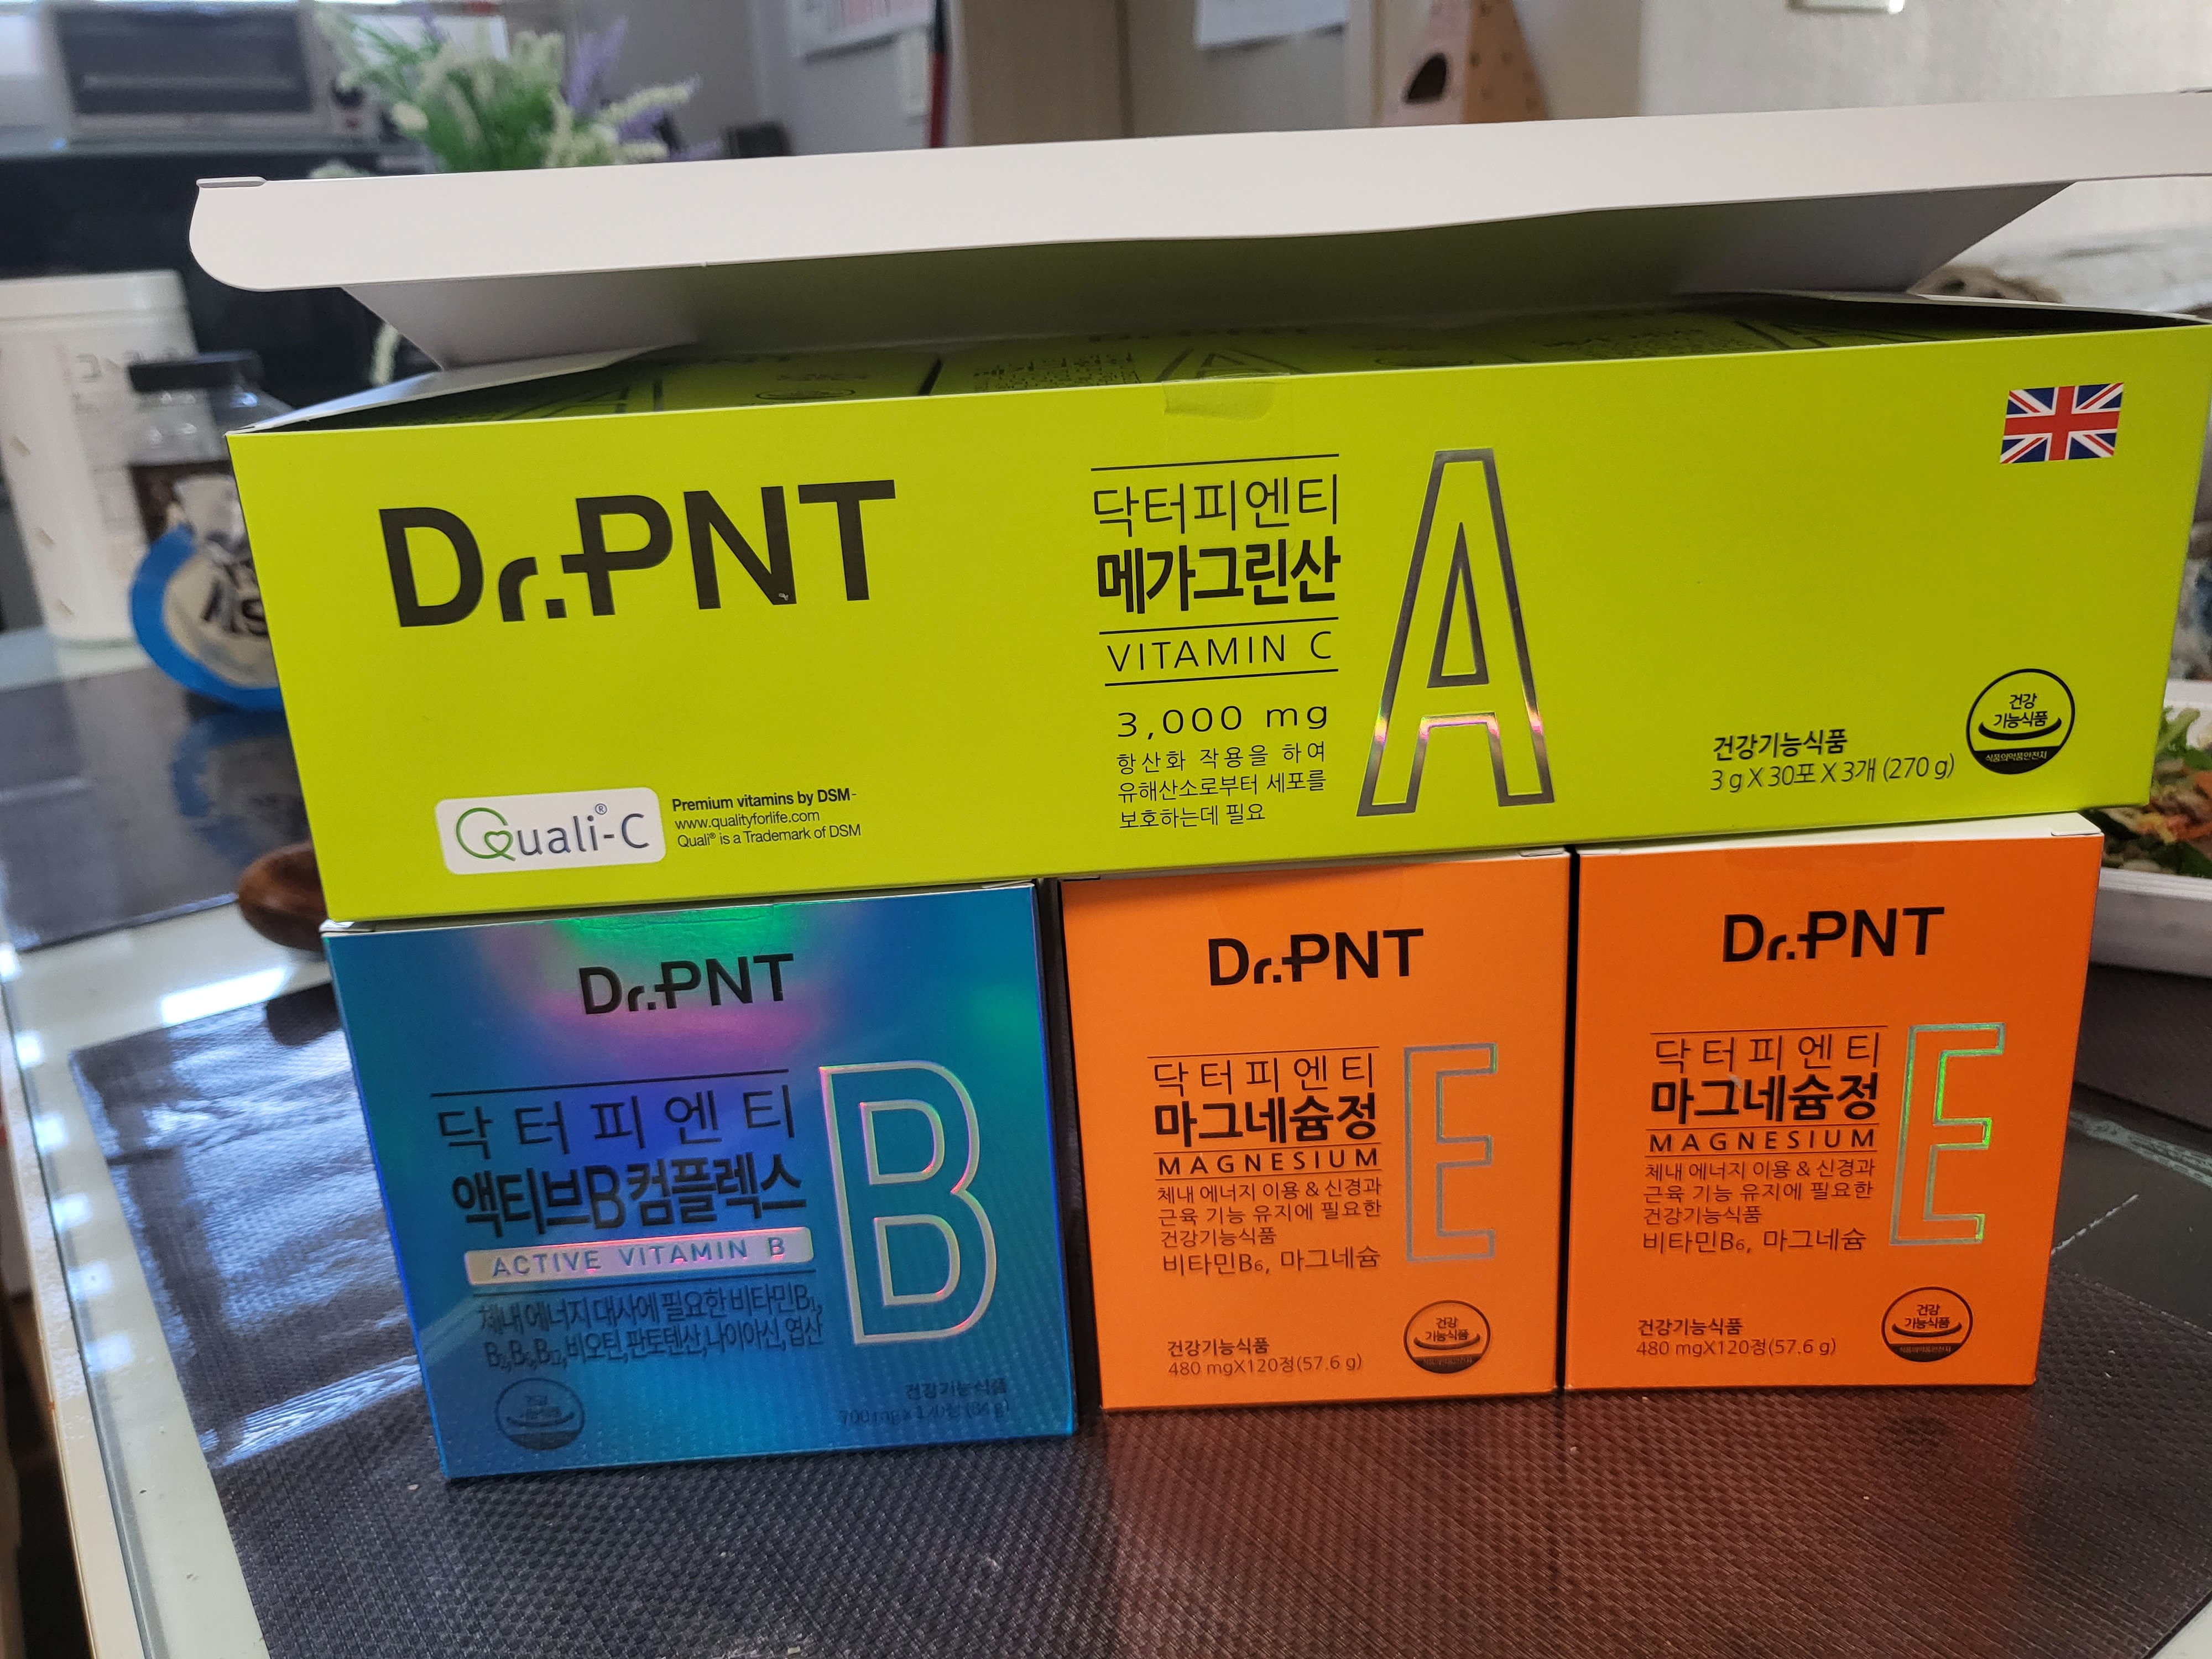 Dr.PNT
닥터피엔티
메가그린산
VITAMIN C
3,000 mg
항산화 작용을 하여
유해산소로부터 세포를
보호하는데 필요
A
Quali-C
®
Premium vitamins by DSM-
www.qualityforlife.com
Quali® is a Trademark of DSM
건강기능식품
3 g X 30포 X 3개 (270 g)
건강
기능식품
식품의약품안전처
Dr.PNT
닥터피엔티
액티브B컴플렉스
ACTIVE VITAMIN B
체내 에너지 대사에 필요한 비타민B₁,
B₂,B₆,B₁₂,비오틴,판토텐산,나이아신,엽산
B
건강기능식품
Dr.PNT
닥터피엔티
마그네슘정
MAGNESIUM
체내 에너지 이용 & 신경과
근육 기능 유지에 필요한
건강기능식품
비타민B₆, 마그네슘
E
건강기능식품
480 mgX120정(57.6 g)
건강
기능식품
Dr.PNT
닥터피엔티
마그네슘정
MAGNESIUM
체내 에너지 이용 & 신경과
근육 기능 유지에 필요한
건강기능식품
비타민B₆, 마그네슘
E
건강기능식품
480 mgX120정(57.6 g)
건강
기능식품